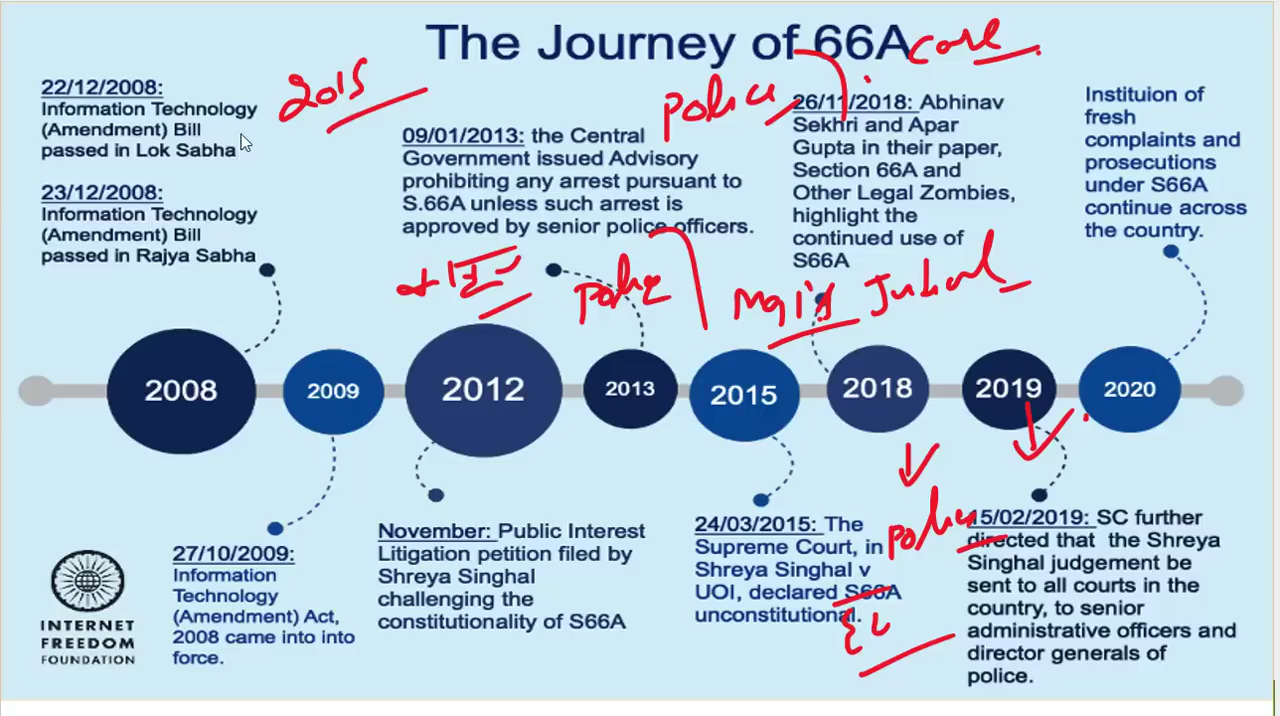 The Journey of 66A
22/12/2008:
Information Technology
(Amendment) Bill
passed in Lok Sabha
23/12/2008:
Information Technology
(Amendment) Bill
passed in Rajya Sabha
2015
09/01/2013: the Central
Government issued Advisory
prohibiting any arrest pursuant to
S.66A unless such arrest is
approved by senior police officers.
police
26/11/2018: Abhinav
Sekhri and Apar
Gupta in their paper,
Section 66A and
Other Legal Zombies,
highlight the
continued use of
S66A
Instituion of
fresh
complaints and
prosecutions
under S66A
continue across
the country.
police
2008
2009
2012
2013
2015
2018
2019
2020
police
27/10/2009:
Information
Technology
(Amendment) Act,
2008 came into into
force.
November: Public Interest
Litigation petition filed by
Shreya Singhal
challenging the
constitutionality of S66A
24/03/2015: The
Supreme Court, in
Shreya Singhal v
UOI, declared S66A
unconstitutional.
15/02/2019: SC further
directed that the Shreya
Singhal judgement be
sent to all courts in the
country, to senior
administrative officers and
director generals of
police.
INTERNET
FREEDOM
FOUNDATION